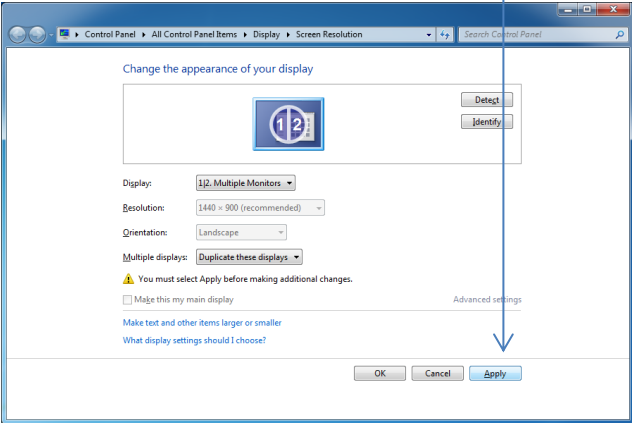 Control Panel ▸ All Control Panel Items ▸ Display ▸ Screen Resolution
Search Control Panel
Change the appearance of your display
1|2
Detect
Identify
Display: 1|2. Multiple Monitors
Resolution: 1440 × 900 (recommended)
Orientation: Landscape
Multiple displays: Duplicate these displays
You must select Apply before making additional changes.
Make this my main display Advanced settings
Make text and other items larger or smaller
What display settings should I choose?
OK Cancel Apply